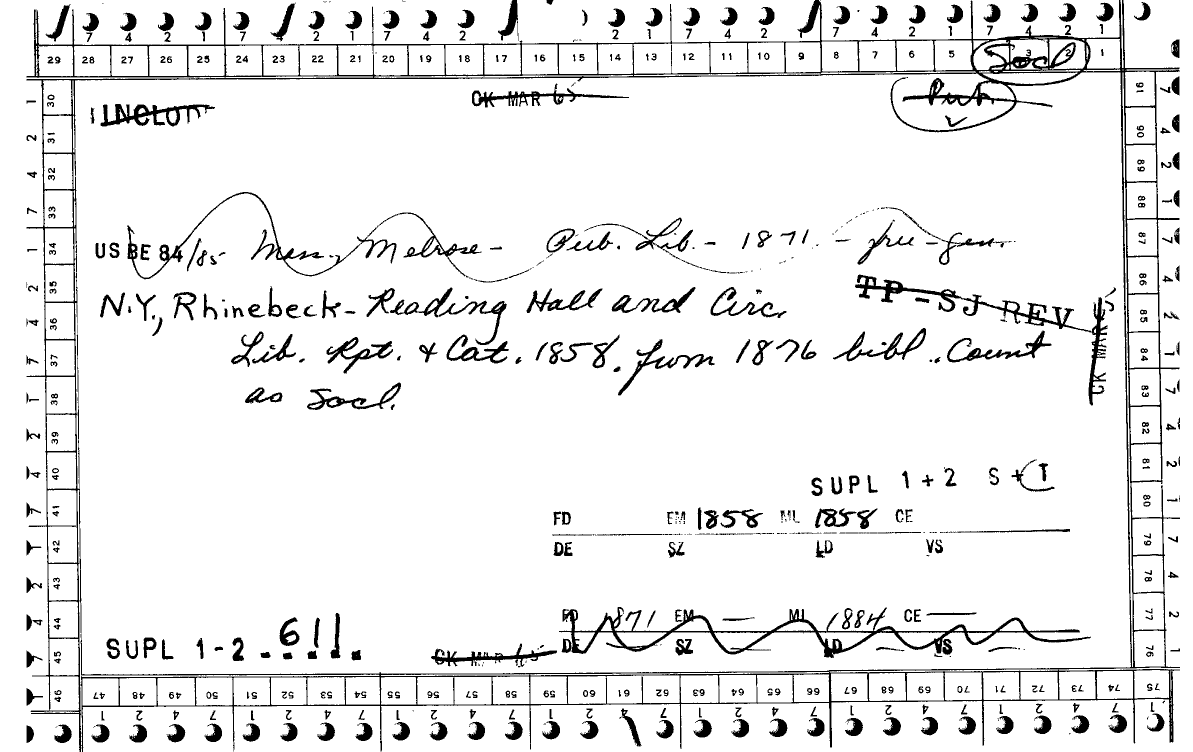 7 4 2 1 7 4 2 1 7 4 2 1 2 1 7 4 2 1 7 4 2 1 7 4 2 1
29 28 27 26 25 24 23 22 21 20 19 18 17 16 15 14 13 12 11 10 9 8 7 6 5 3 2 1
Socl
INCLUD
CK MAR 65
Pub.
US BE 84/85 Mass, Melrose - Pub. Lib. - 1871 - free - gen.
TP-SJ REV
N.Y., Rhinebeck - Reading Hall and Circ.
Lib. Rpt. & Cat. 1858. from 1876 bibl. Count
as Socl.
CK MAR 65
SUPL 1+2 S+T
FD EM 1858 ML 1858 CE
DE SZ LD VS
FD 1871 EM — ML 1884 CE —
DE SZ — LD — VS —
SUPL 1-2 - 611.
CK MAR 65
30 31 32 33 34 35 36 37 38 39 40 41 42 43 44 45 46
91 90 89 88 87 86 85 84 83 82 81 80 79 78 77 76
47 48 49 50 51 52 53 54 55 56 57 58 59 60 61 62 63 64 65 66 67 68 69 70 71 72 73 74 75
1 2 4 7 1 2 4 7 1 2 4 7 1 2 4 7 1 2 4 7 1 2 4 7 1 2 4 7